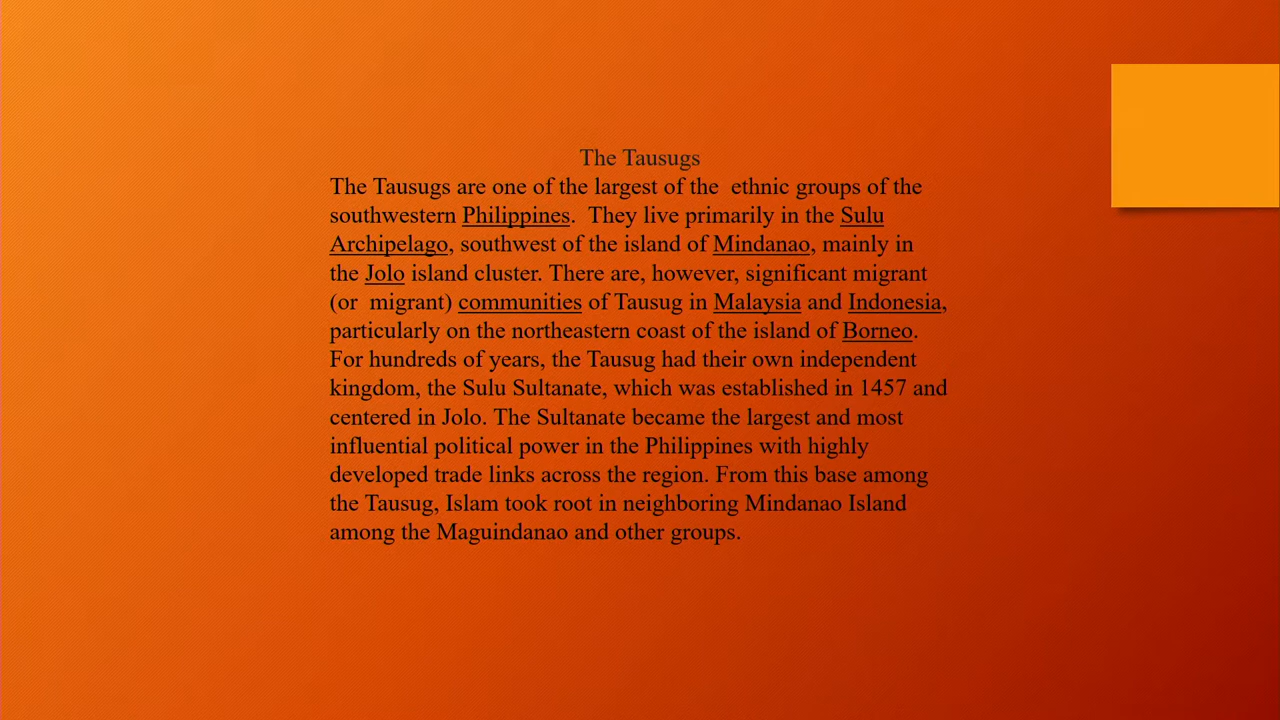 The Tausugs
The Tausugs are one of the largest of the  ethnic groups of the
southwestern Philippines.  They live primarily in the Sulu
Archipelago, southwest of the island of Mindanao, mainly in
the Jolo island cluster. There are, however, significant migrant
(or  migrant) communities of Tausug in Malaysia and Indonesia,
particularly on the northeastern coast of the island of Borneo.
For hundreds of years, the Tausug had their own independent
kingdom, the Sulu Sultanate, which was established in 1457 and
centered in Jolo. The Sultanate became the largest and most
influential political power in the Philippines with highly
developed trade links across the region. From this base among
the Tausug, Islam took root in neighboring Mindanao Island
among the Maguindanao and other groups.